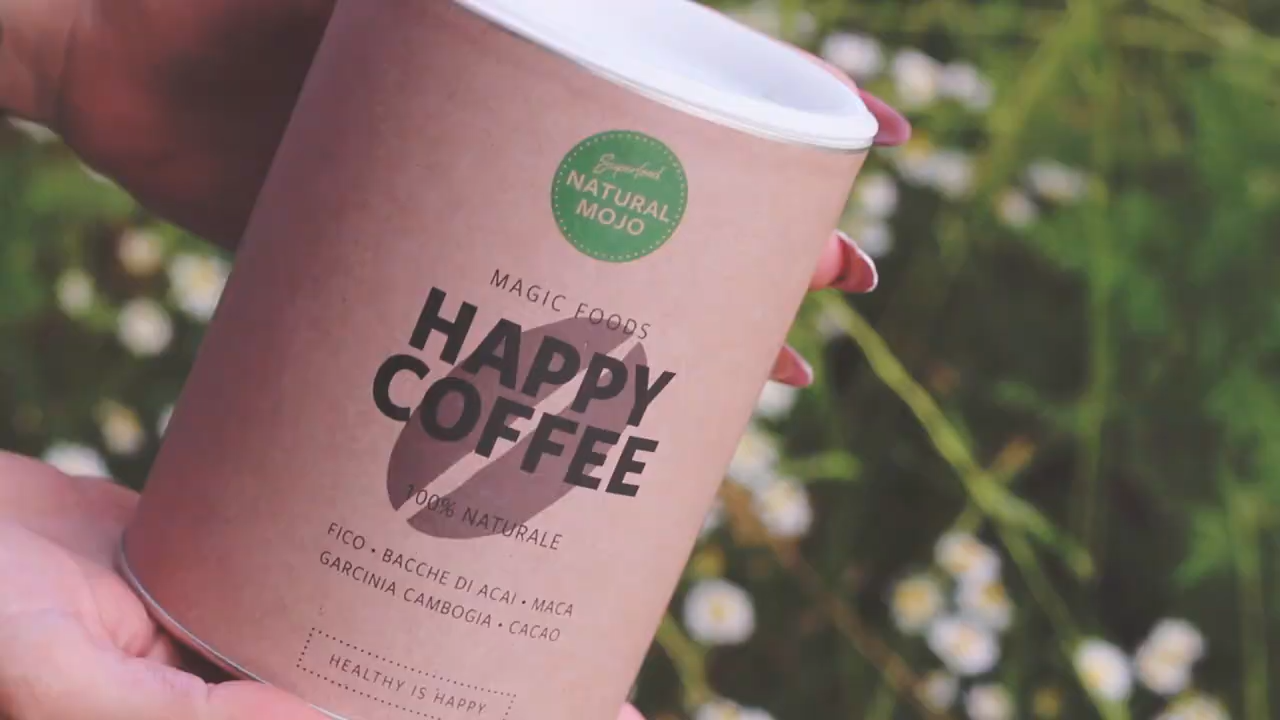 Superfood
NATURAL
MOJO
MAGIC FOODS
HAPPY
COFFEE
100% NATURALE
FICO • BACCHE DI ACAI • MACA
GARCINIA CAMBOGIA • CACAO
HEALTHY IS HAPPY